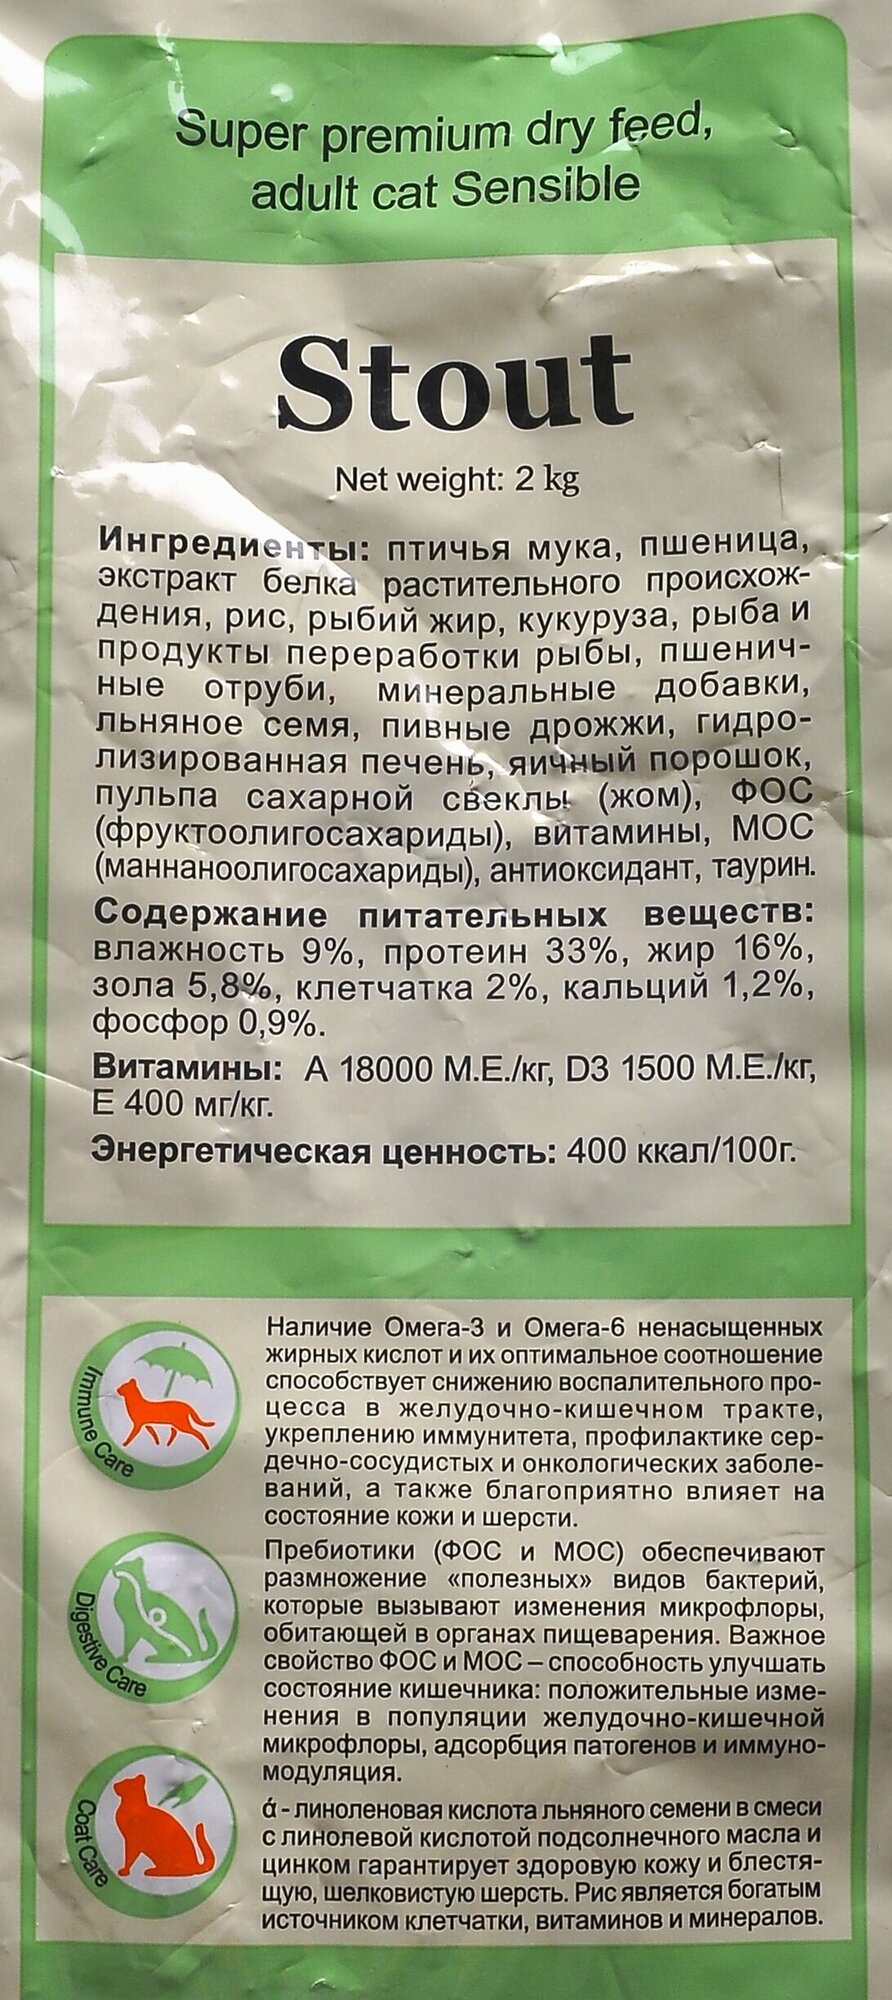 Super premium dry feed,
adult cat Sensible
Stout
Net weight: 2 kg
Ингредиенты: птичья мука, пшеница,
экстракт белка растительного происхож-
дения, рис, рыбий жир, кукуруза, рыба и
продукты переработки рыбы, пшенич-
ные отруби, минеральные добавки,
льняное семя, пивные дрожжи, гидро-
лизированная печень, яичный порошок,
пульпа сахарной свеклы (жом), ФОС
(фруктоолигосахариды), витамины, МОС
(маннаноолигосахариды), антиоксидант, таурин.
Содержание питательных веществ:
влажность 9%, протеин 33%, жир 16%,
зола 5,8%, клетчатка 2%, кальций 1,2%,
фосфор 0,9%.
Витамины: А 18000 М.Е./кг, D3 1500 М.Е./кг,
Е 400 мг/кг.
Энергетическая ценность: 400 ккал/100г.
Immune Care
Наличие Омега-3 и Омега-6 ненасыщенных
жирных кислот и их оптимальное соотношение
способствует снижению воспалительного про-
цесса в желудочно-кишечном тракте,
укреплению иммунитета, профилактике сер-
дечно-сосудистых и онкологических заболе-
ваний, а также благоприятно влияет на
состояние кожи и шерсти.
Digestive Care
Пребиотики (ФОС и МОС) обеспечивают
размножение «полезных» видов бактерий,
которые вызывают изменения микрофлоры,
обитающей в органах пищеварения. Важное
свойство ФОС и МОС – способность улучшать
состояние кишечника: положительные изме-
нения в популяции желудочно-кишечной
микрофлоры, адсорбция патогенов и иммуно-
модуляция.
Coat Care
ά - линоленовая кислота льняного семени в смеси
с линолевой кислотой подсолнечного масла и
цинком гарантирует здоровую кожу и блестя-
щую, шелковистую шерсть. Рис является богатым
источником клетчатки, витаминов и минералов.